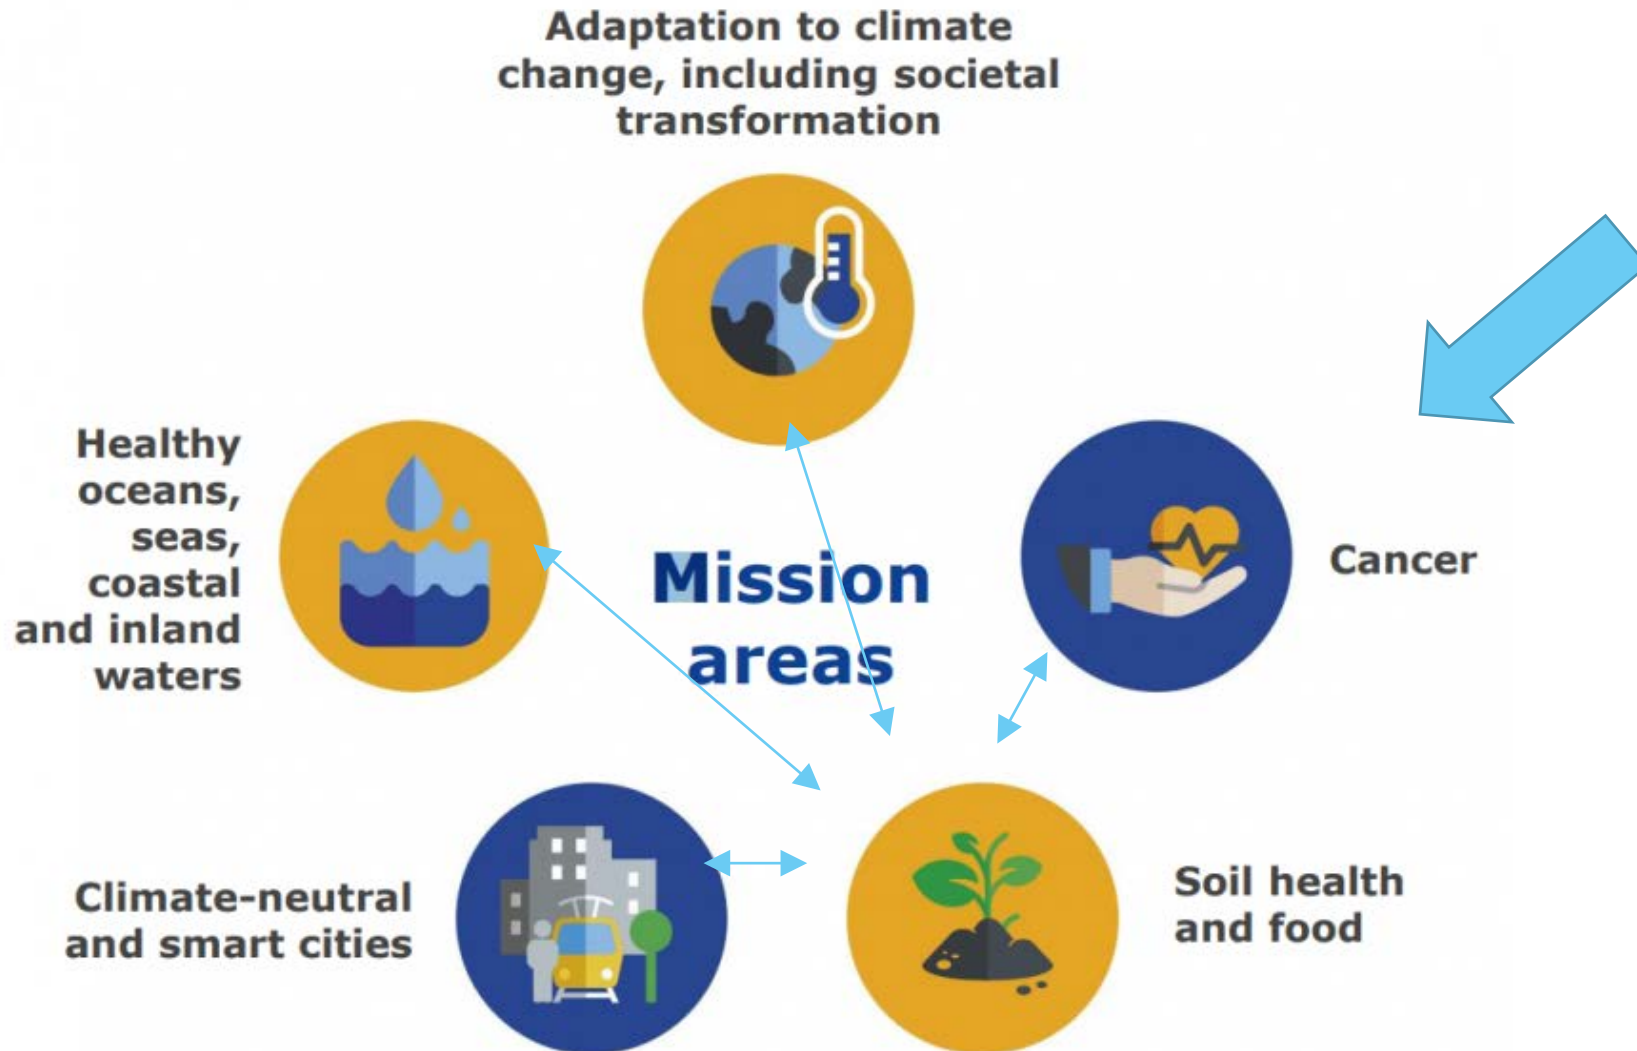 Adaptation to climate
change, including societal
transformation
Healthy
oceans,
seas,
coastal
and inland
waters
Mission
areas
Cancer
Climate-neutral
and smart cities
Soil health
and food